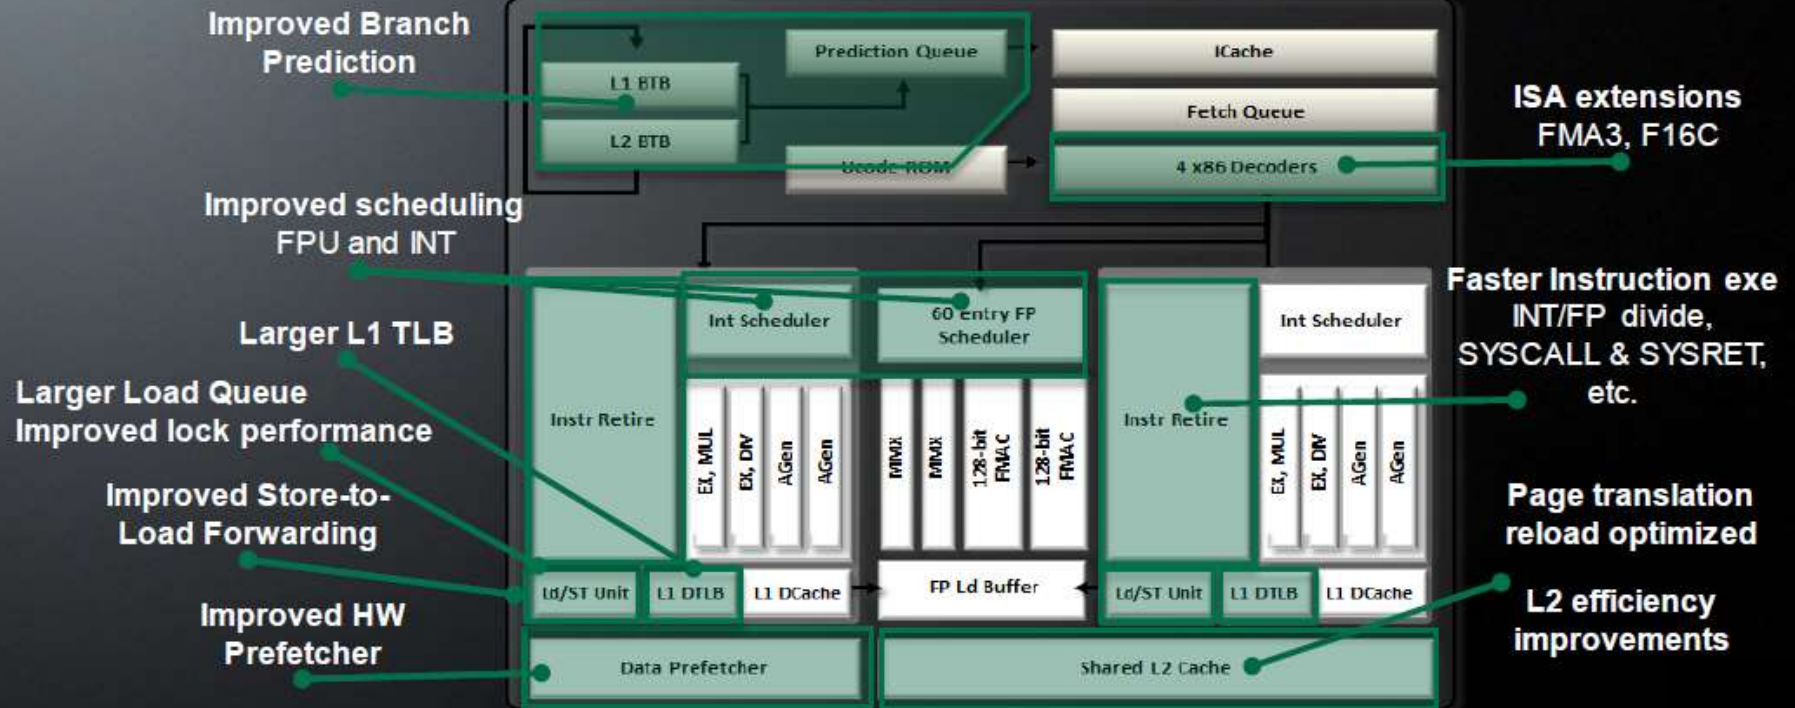 Improved Branch
Prediction
Improved scheduling
FPU and INT
Larger L1 TLB
Larger Load Queue
Improved lock performance
Improved Store-to-
Load Forwarding
Improved HW
Prefetcher
L1 BTB
L2 BTB
Prediction Queue
Ucode ROM
ICache
Fetch Queue
4 x86 Decoders
Instr Retire
Int Scheduler
EX, MUL
EX, DIV
AGen
AGen
Ld/ST Unit
L1 DTLB
L1 DCache
60 entry FP
Scheduler
MMX
MMX
128-bit
FMAC
128-bit
FMAC
FP Ld Buffer
Instr Retire
Int Scheduler
EX, MUL
EX, DIV
AGen
AGen
Ld/ST Unit
L1 DTLB
L1 DCache
Data Prefetcher
Shared L2 Cache
ISA extensions
FMA3, F16C
Faster Instruction exe
INT/FP divide,
SYSCALL & SYSRET,
etc.
Page translation
reload optimized
L2 efficiency
improvements